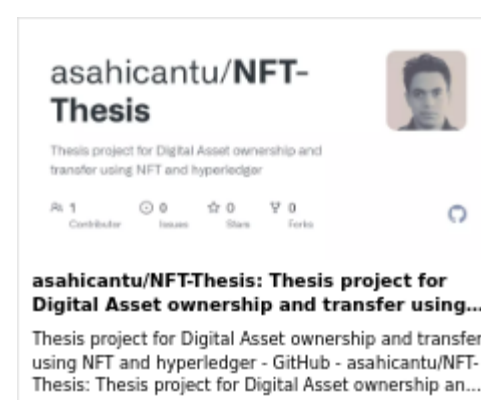 asahicantu/NFT-
Thesis
Thesis project for Digital Asset ownership and
transfer using NFT and hyperledger
1 0 0 0
Contributor Issues Stars Forks
asahicantu/NFT-Thesis: Thesis project for
Digital Asset ownership and transfer using...
Thesis project for Digital Asset ownership and transfer
using NFT and hyperledger - GitHub - asahicantu/NFT-
Thesis: Thesis project for Digital Asset ownership an...